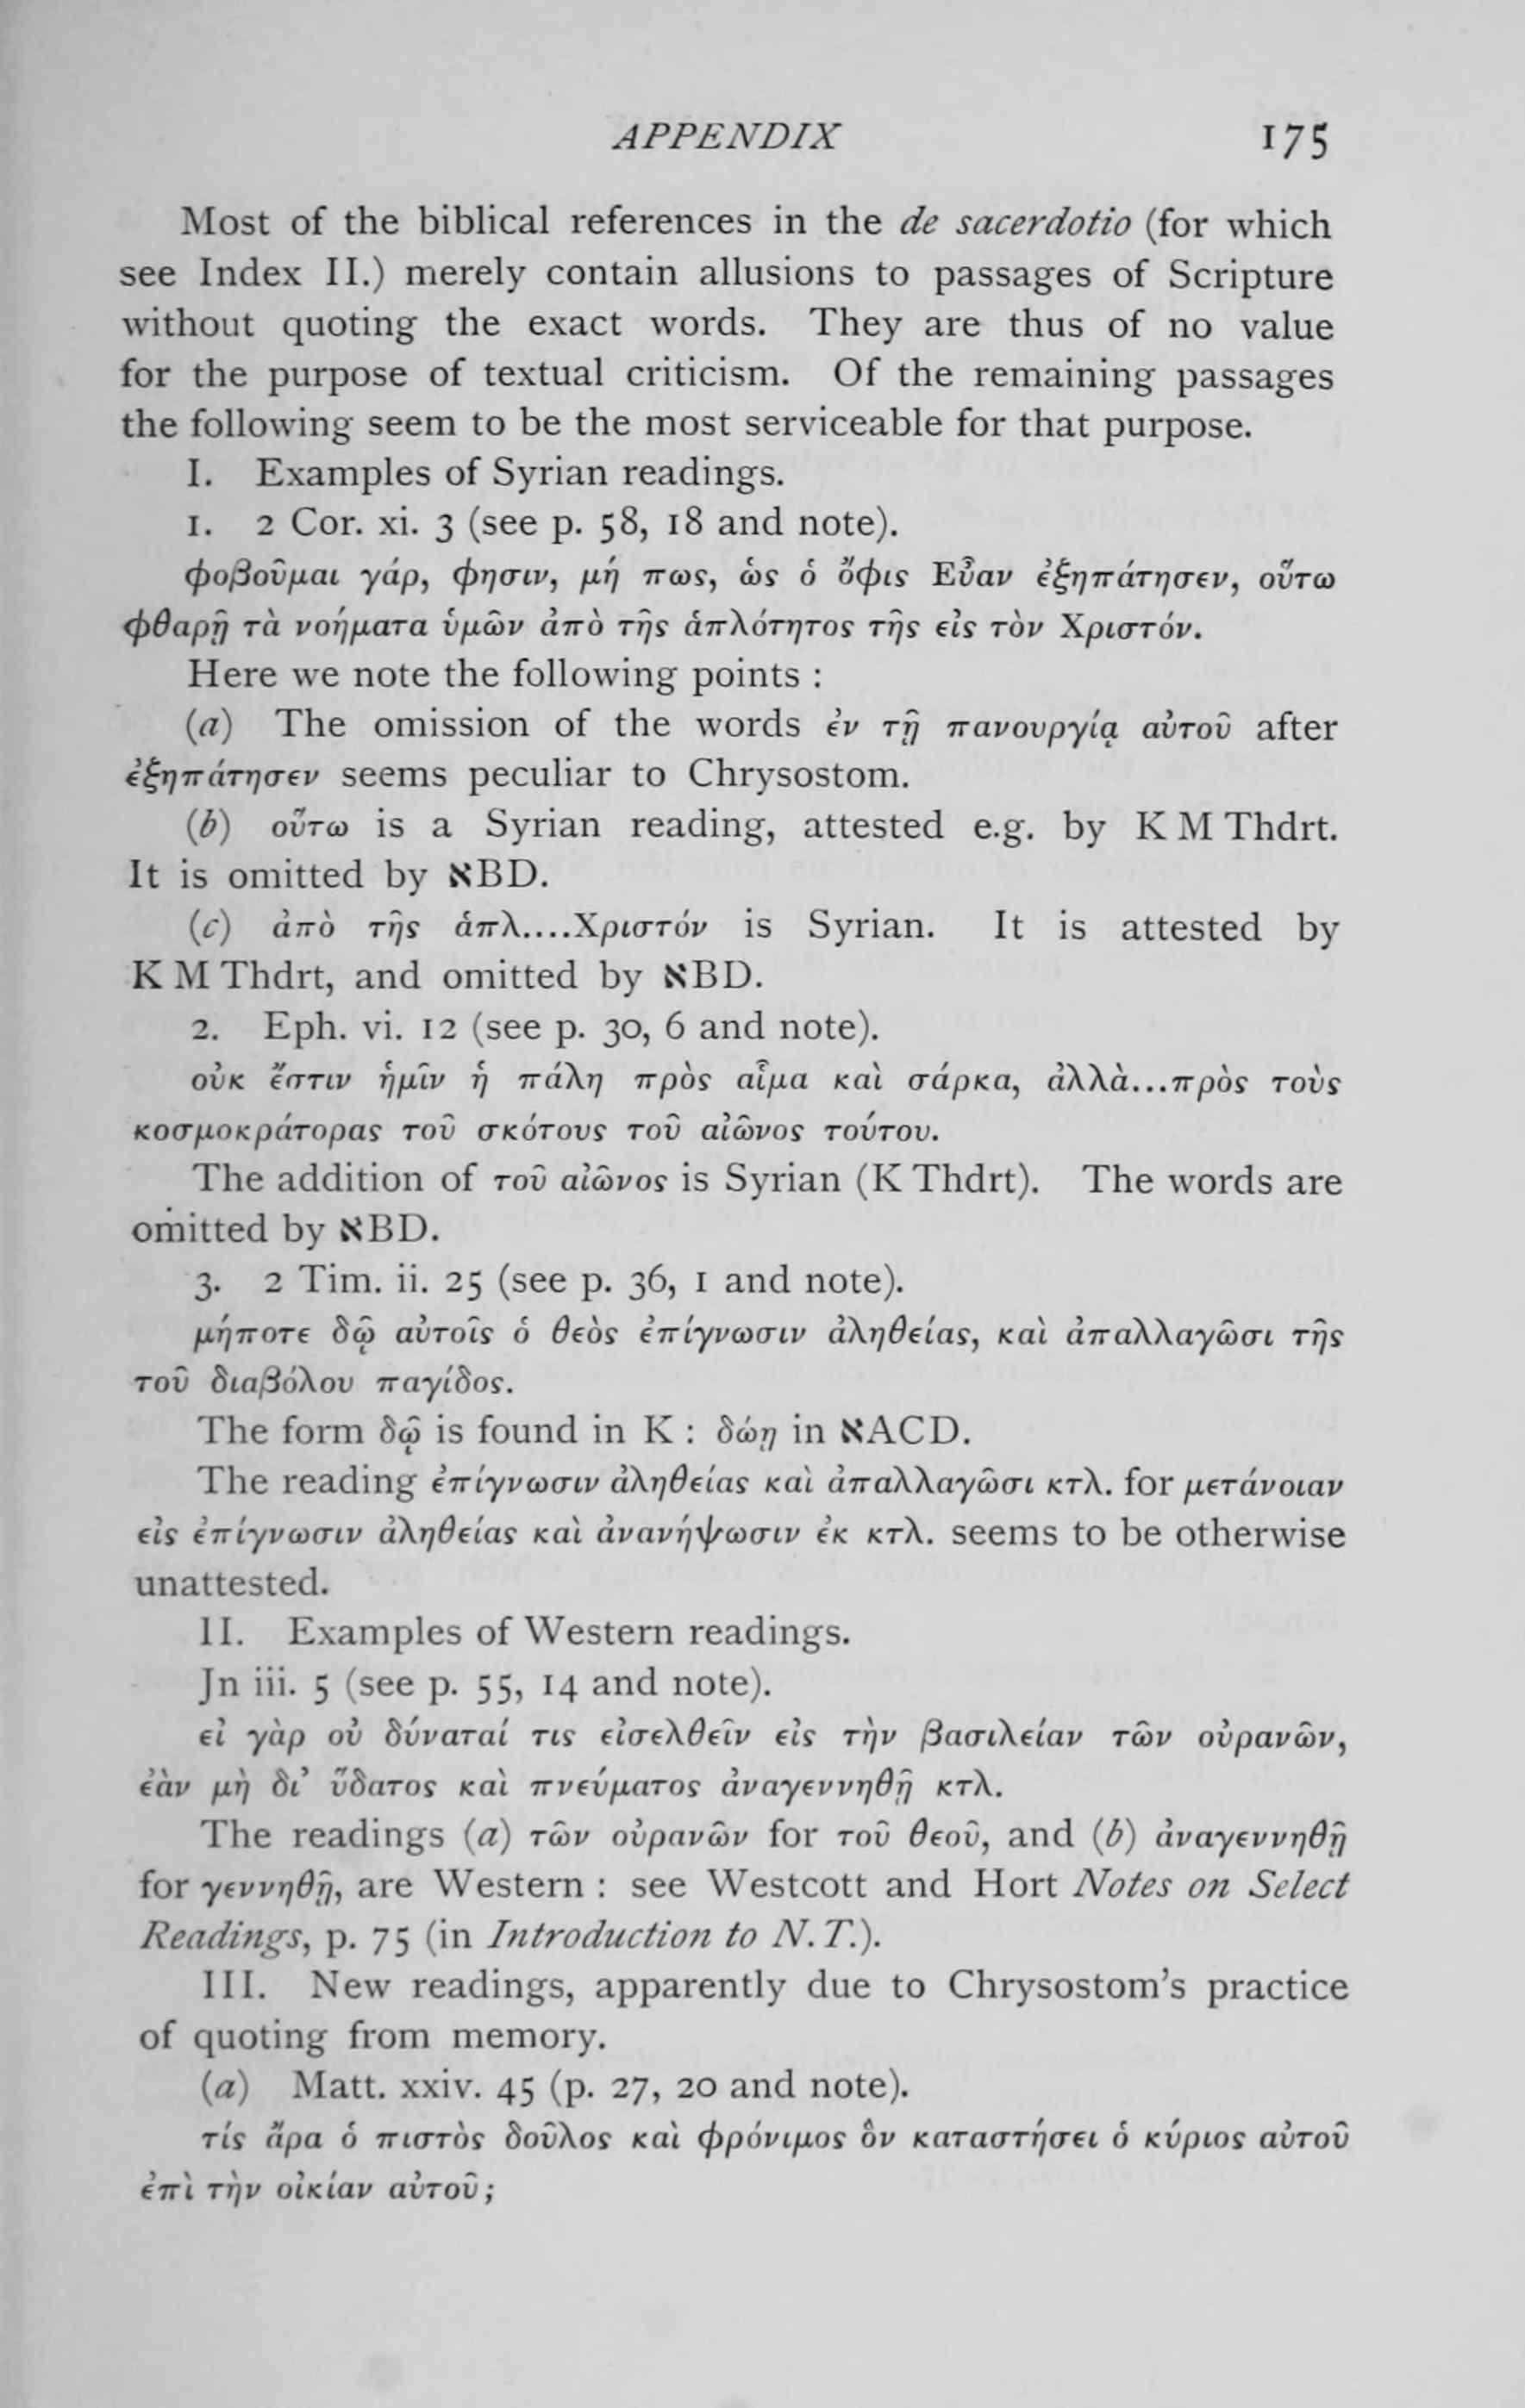 APPENDIX 175
Most of the biblical references in the de sacerdotio (for which
see Index II.) merely contain allusions to passages of Scripture
without quoting the exact words. They are thus of no value
for the purpose of textual criticism. Of the remaining passages
the following seem to be the most serviceable for that purpose.
I. Examples of Syrian readings.
1. 2 Cor. xi. 3 (see p. 58, 18 and note).
φοβοῦμαι γάρ, φησιν, μή πως, ὡς ὁ ὄφις Εὖαν ἐξηπάτησεν, οὕτω
φθαρῇ τὰ νοήματα ὑμῶν ἀπὸ τῆς ἁπλότητος τῆς εἰς τὸν Χριστόν.
Here we note the following points :
(a) The omission of the words ἐν τῇ πανουργίᾳ αὐτοῦ after
ἐξηπάτησεν seems peculiar to Chrysostom.
(b) οὕτω is a Syrian reading, attested e.g. by K M Thdrt.
It is omitted by אBD.
(c) ἀπὸ τῆς ἁπλ....Χριστόν is Syrian. It is attested by
K M Thdrt, and omitted by אBD.
2. Eph. vi. 12 (see p. 30, 6 and note).
οὐκ ἔστιν ἡμῖν ἡ πάλη πρὸς αἷμα καὶ σάρκα, ἀλλὰ...πρὸς τοὺς
κοσμοκράτορας τοῦ σκότους τοῦ αἰῶνος τούτου.
The addition of τοῦ αἰῶνος is Syrian (K Thdrt). The words are
omitted by אBD.
3. 2 Tim. ii. 25 (see p. 36, 1 and note).
μήποτε δῷ αὐτοῖς ὁ θεὸς ἐπίγνωσιν ἀληθείας, καὶ ἀπαλλαγῶσι τῆς
τοῦ διαβόλου παγίδος.
The form δῷ is found in K : δώῃ in אACD.
The reading ἐπίγνωσιν ἀληθείας καὶ ἀπαλλαγῶσι κτλ. for μετάνοιαν
εἰς ἐπίγνωσιν ἀληθείας καὶ ἀνανήψωσιν ἐκ κτλ. seems to be otherwise
unattested.
II. Examples of Western readings.
Jn iii. 5 (see p. 55, 14 and note).
εἰ γὰρ οὐ δύναταί τις εἰσελθεῖν εἰς τὴν βασιλείαν τῶν οὐρανῶν,
ἐὰν μὴ δι’ ὕδατος καὶ πνεύματος ἀναγεννηθῇ κτλ.
The readings (a) τῶν οὐρανῶν for τοῦ θεοῦ, and (b) ἀναγεννηθῇ
for γεννηθῇ, are Western : see Westcott and Hort Notes on Select
Readings, p. 75 (in Introduction to N.T.).
III. New readings, apparently due to Chrysostom’s practice
of quoting from memory.
(a) Matt. xxiv. 45 (p. 27, 20 and note).
τίς ἄρα ὁ πιστὸς δοῦλος καὶ φρόνιμος ὃν καταστήσει ὁ κύριος αὐτοῦ
ἐπὶ τὴν οἰκίαν αὐτοῦ;